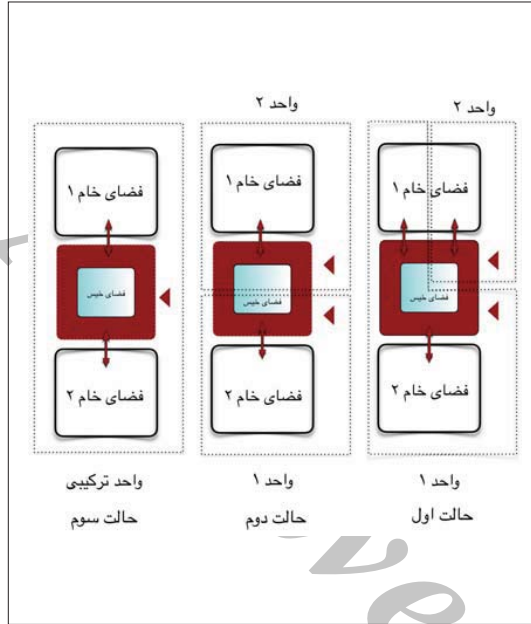 واحد ۲
واحد ۲
فضای خام ۱
فضای خام ۱
فضای خام ۱
فضای خیس
فضای خیس
فضای خیس
فضای خام ۲
فضای خام ۲
فضای خام ۲
واحد ۱
واحد ۱
واحد ترکیبی
حالت اول
حالت دوم
حالت سوم